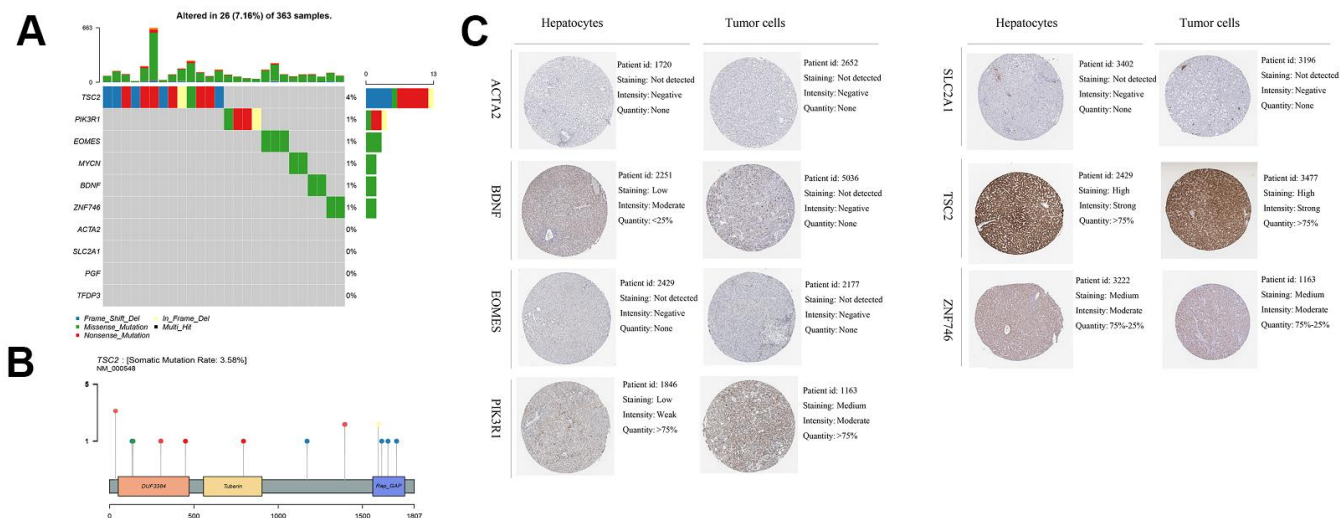 A
Altered in 26 (7.16%) of 363 samples.
663
0
0 13
TSC2 4%
PIK3R1 1%
EOMES 1%
MYCN 1%
BDNF 1%
ZNF746 1%
ACTA2 0%
SLC2A1 0%
PGF 0%
TFDP3 0%
Frame_Shift_Del In_Frame_Del
Missense_Mutation Multi_Hit
Nonsense_Mutation
B
TSC2 : [Somatic Mutation Rate: 3.58%]
NM_000548
5
1
DUF3384 Tuberin Rap_GAP
0 500 1000 1500 1807
C
Hepatocytes Tumor cells
ACTA2
Patient id: 1720
Staining: Not detected
Intensity: Negative
Quantity: None
Patient id: 2652
Staining: Not detected
Intensity: Negative
Quantity: None
BDNF
Patient id: 2251
Staining: Low
Intensity: Moderate
Quantity: <25%
Patient id: 5036
Staining: Not detected
Intensity: Negative
Quantity: None
EOMES
Patient id: 2429
Staining: Not detected
Intensity: Negative
Quantity: None
Patient id: 2177
Staining: Not detected
Intensity: Negative
Quantity: None
PIK3R1
Patient id: 1846
Staining: Low
Intensity: Weak
Quantity: >75%
Patient id: 1163
Staining: Medium
Intensity: Moderate
Quantity: >75%
Hepatocytes Tumor cells
SLC2A1
Patient id: 3402
Staining: Not detected
Intensity: Negative
Quantity: None
Patient id: 3196
Staining: Not detected
Intensity: Negative
Quantity: None
TSC2
Patient id: 2429
Staining: High
Intensity: Strong
Quantity: >75%
Patient id: 3477
Staining: High
Intensity: Strong
Quantity: >75%
ZNF746
Patient id: 3222
Staining: Medium
Intensity: Moderate
Quantity: 75%-25%
Patient id: 1163
Staining: Medium
Intensity: Moderate
Quantity: 75%-25%